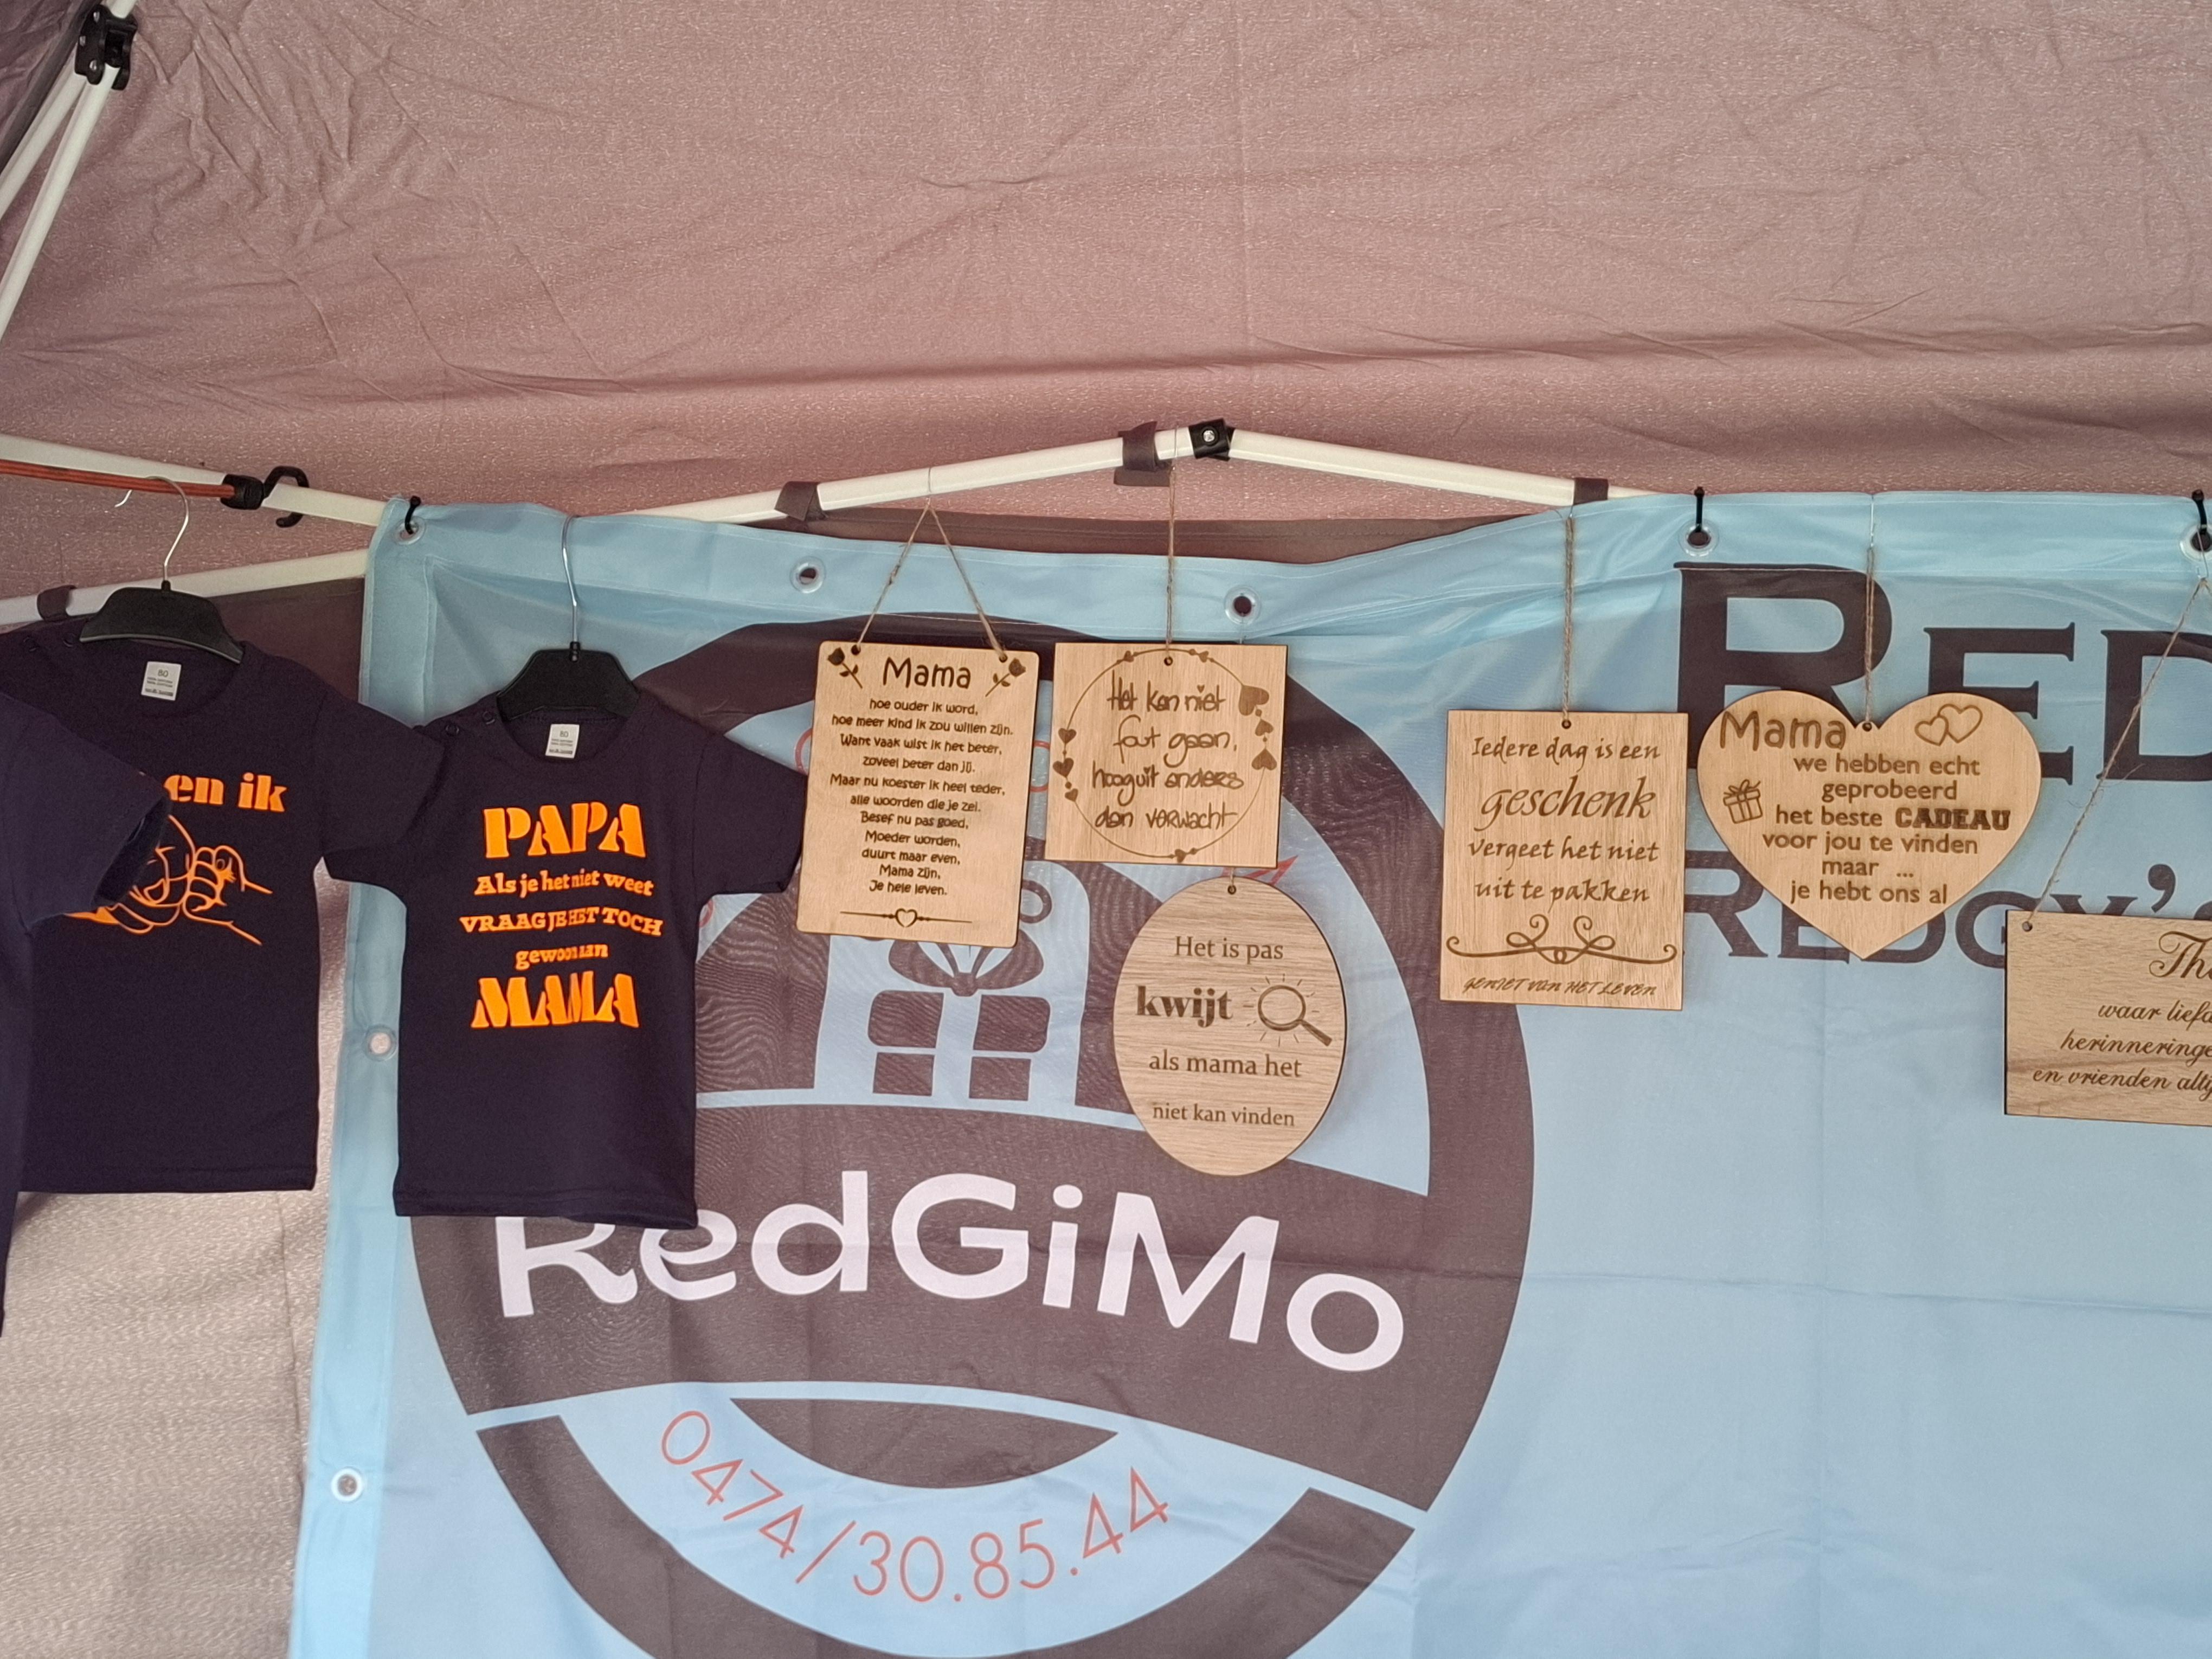 80
en ik
80
PAPA
Als je het niet weet
VRAAG JE HET TOCH
gewoon aan
MAMA
Mama
hoe ouder ik word,
hoe meer kind ik zou willen zijn.
Want vaak wist ik het beter,
zoveel beter dan jij.
Maar nu koester ik heel teder,
alle woorden die je zei.
Besef nu pas goed,
Moeder worden,
duurt maar even,
Mama zijn,
Je hele leven.
Het kan niet
fout gaan,
hooguit anders
dan verwacht
Het is pas
kwijt
als mama het
niet kan vinden
Iedere dag is een
geschenk
vergeet het niet
uit te pakken
GENIET VAN HET LEVEN
Mama
we hebben echt
geprobeerd
het beste CADEAU
voor jou te vinden
maar ...
je hebt ons al
waar
herinneringe
en vrienden
RED
REDGY'S
RedGiMo
0474/30.85.44